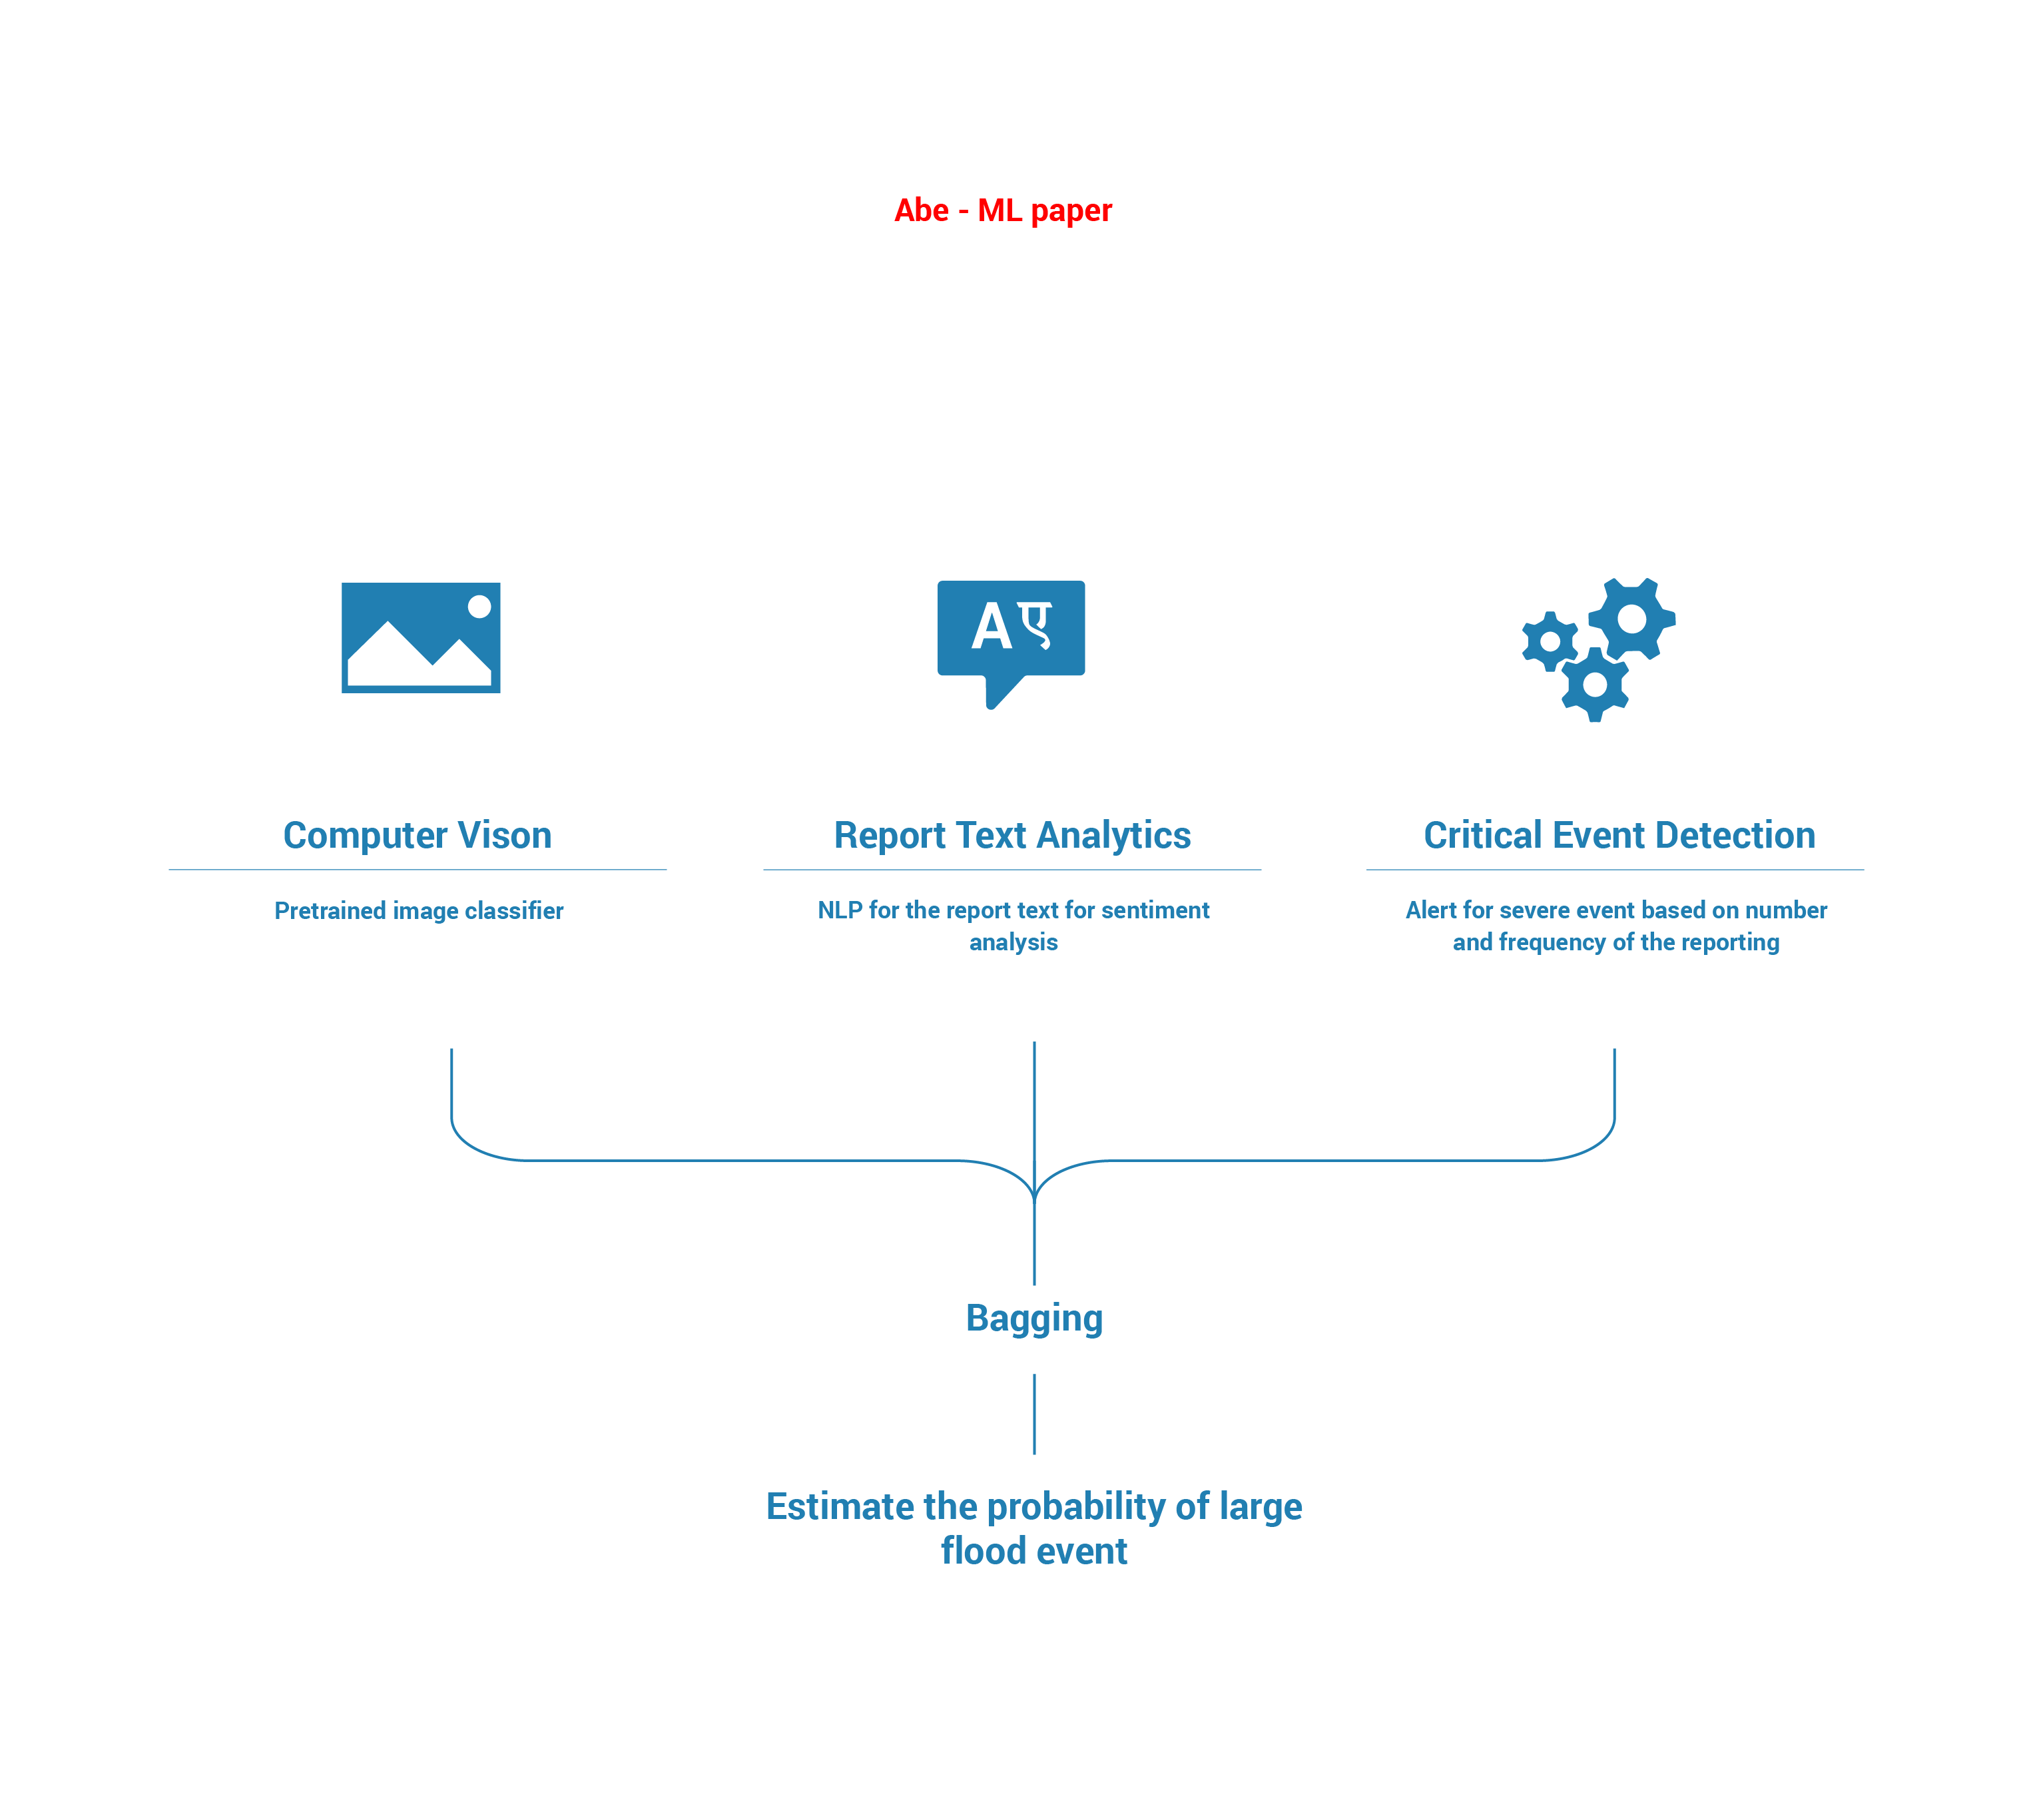 Abe - ML paper
Aए
Computer Vison
Pretrained image classifier
Report Text Analytics
NLP for the report text for sentiment
analysis
Critical Event Detection
Alert for severe event based on number
and frequency of the reporting
Bagging
Estimate the probability of large
flood event